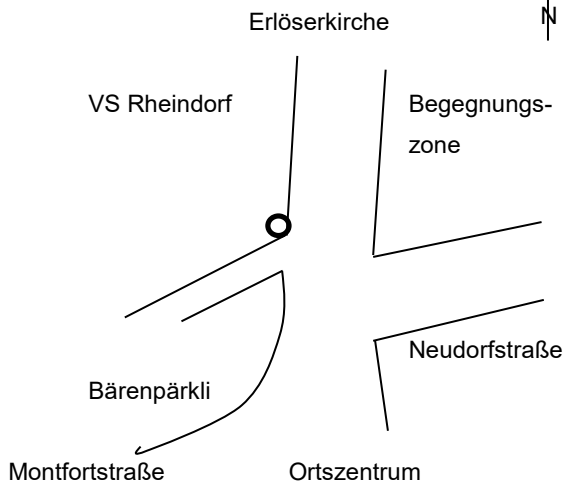 Erlöserkirche
N
VS Rheindorf
Begegnungs-
zone
Neudorfstraße
Bärenpärkli
Montfortstraße
Ortszentrum